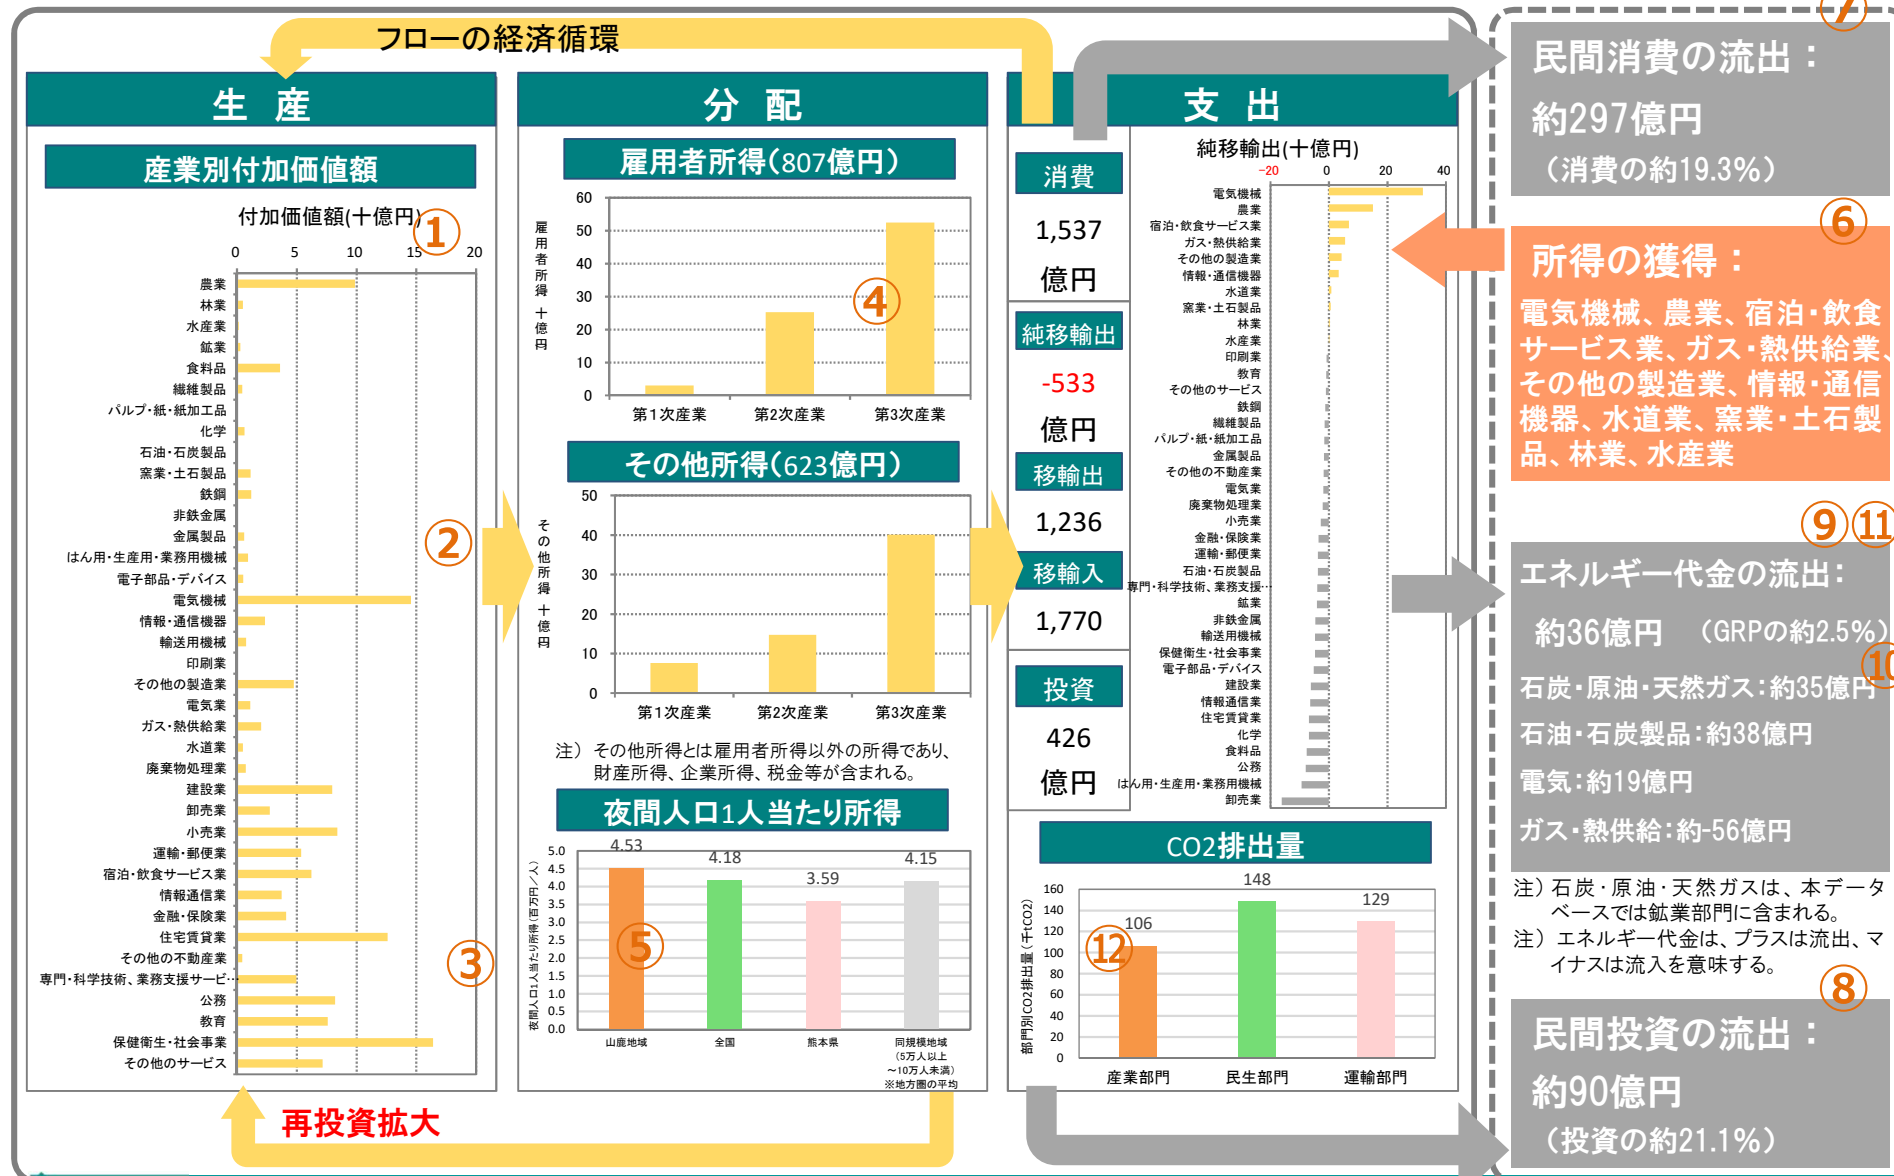 フローの経済循環
生 産
産業別付加価値額
付加価値額(十億円)
①
0 5 10 15 20
農業
林業
水産業
鉱業
食料品
繊維製品
パルプ・紙・紙加工品
化学
石油・石炭製品
窯業・土石製品
鉄鋼
非鉄金属
金属製品
②
はん用・生産用・業務用機械
電子部品・デバイス
電気機械
情報・通信機器
輸送用機械
印刷業
その他の製造業
電気業
ガス・熱供給業
水道業
廃棄物処理業
建設業
卸売業
小売業
運輸・郵便業
宿泊・飲食サービス業
情報通信業
金融・保険業
住宅賃貸業
その他の不動産業
③
専門・科学技術、業務支援サービ…
公務
教育
保健衛生・社会事業
その他のサービス
再投資拡大
分 配
雇用者所得(807億円)
雇用者所得 十億円
60
50
40
30
20
10
0
④
第1次産業 第2次産業 第3次産業
その他所得(623億円)
その他所得 十億円
50
40
30
20
10
0
第1次産業 第2次産業 第3次産業
注) その他所得とは雇用者所得以外の所得であり、
財産所得、企業所得、税金等が含まれる。
夜間人口1人当たり所得
夜間人口1人当たり所得(百万円/人)
5.0
4.5
4.0
3.5
3.0
2.5
2.0
1.5
1.0
0.5
0.0
4.53 4.18 3.59 4.15
⑤
山鹿地域 全国 熊本県 同規模地域
(5万人以上
~10万人未満)
※地方圏の平均
支 出
消費
1,537
億円
純移輸出
-533
億円
移輸出
1,236
移輸入
1,770
投資
426
億円
純移輸出(十億円)
-20 0 20 40
電気機械
農業
宿泊・飲食サービス業
ガス・熱供給業
その他の製造業
情報・通信機器
水道業
窯業・土石製品
林業
水産業
印刷業
教育
その他のサービス
鉄鋼
繊維製品
パルプ・紙・紙加工品
金属製品
その他の不動産業
電気業
廃棄物処理業
小売業
金融・保険業
運輸・郵便業
石油・石炭製品
専門・科学技術、業務支援…
鉱業
非鉄金属
輸送用機械
保健衛生・社会事業
電子部品・デバイス
建設業
情報通信業
住宅賃貸業
化学
食料品
公務
はん用・生産用・業務用機械
卸売業
CO2排出量
部門別CO2排出量(千tCO2)
160
140
120
100
80
60
40
20
0
106 148 129
⑫
産業部門 民生部門 運輸部門
⑦
民間消費の流出:
約297億円
(消費の約19.3%)
⑥
所得の獲得:
電気機械、農業、宿泊・飲食
サービス業、ガス・熱供給業、
その他の製造業、情報・通信
機器、水道業、窯業・土石製
品、林業、水産業
⑨ ⑪
エネルギー代金の流出:
約36億円 (GRPの約2.5%)
⑩
石炭・原油・天然ガス:約35億円
石油・石炭製品:約38億円
電気:約19億円
ガス・熱供給:約-56億円
注) 石炭・原油・天然ガスは、本データ
ベースでは鉱業部門に含まれる。
注) エネルギー代金は、プラスは流出、マ
イナスは流入を意味する。
⑧
民間投資の流出:
約90億円
(投資の約21.1%)